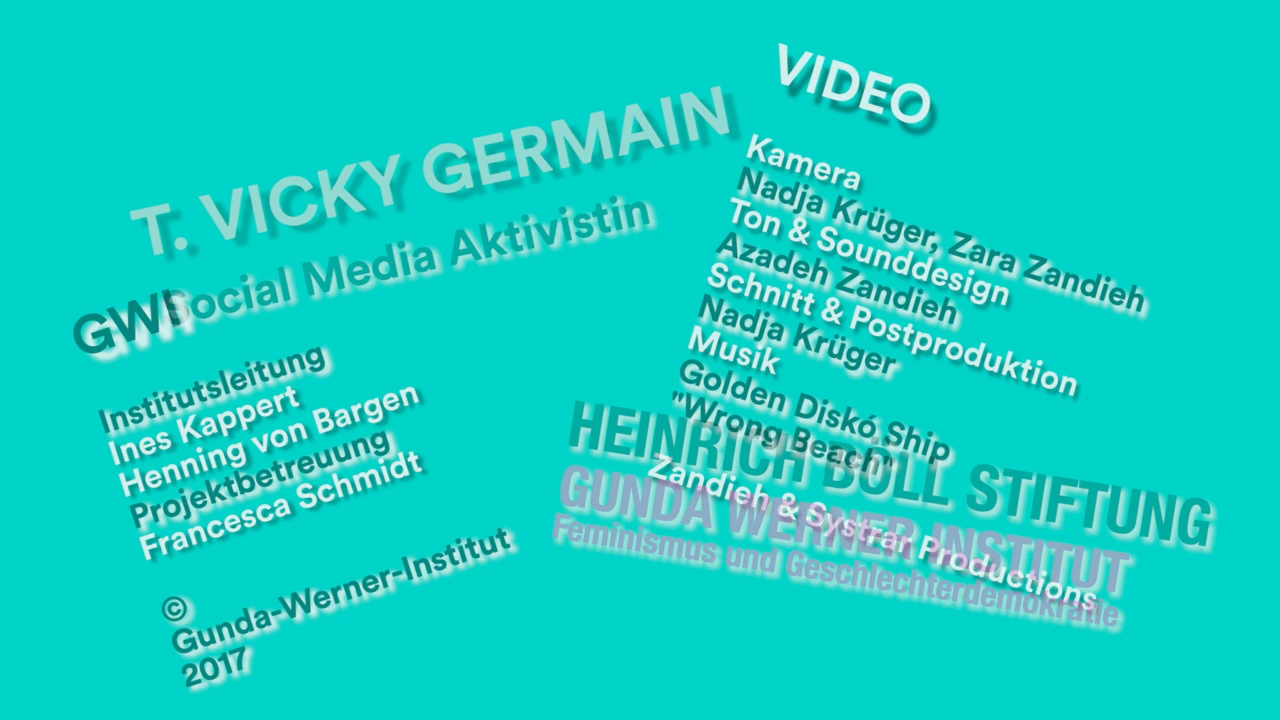 T. VICKY GERMAIN
Social Media Aktivistin
GWI
Institutsleitung
Ines Kappert
Henning von Bargen
Projektbetreuung
Francesca Schmidt
©
Gunda-Werner-Institut
2017
VIDEO
Kamera
Nadja Krüger, Zara Zandieh
Ton & Sounddesign
Azadeh Zandieh
Schnitt & Postproduktion
Nadja Krüger
Musik
Golden Diskó Ship
"Wrong Beach"
Zandieh & Systrar Productions
HEINRICH BÖLL STIFTUNG
GUNDA WERNER INSTITUT
Feminismus und Geschlechterdemokratie